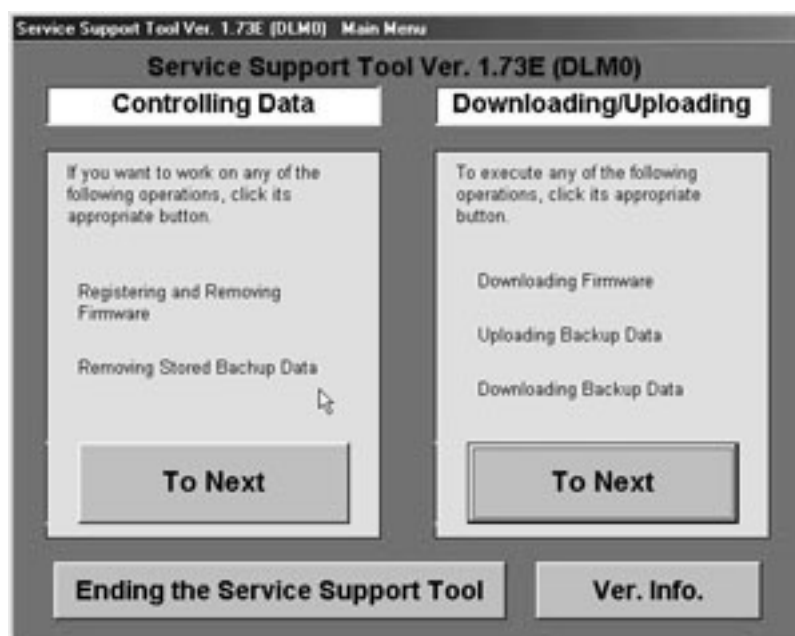 Service Support Tool Ver. 1.73E (DLM0) Main Menu
Service Support Tool Ver. 1.73E (DLM0)
Controlling Data
If you want to work on any of the
following operations, click its
appropriate button.
Registering and Removing
Firmware
Removing Stored Bachup Data
To Next
Downloading/Uploading
To execute any of the following
operations, click its appropriate
button.
Downloading Firmware
Uploading Backup Data
Downloading Backup Data
To Next
Ending the Service Support Tool
Ver. Info.